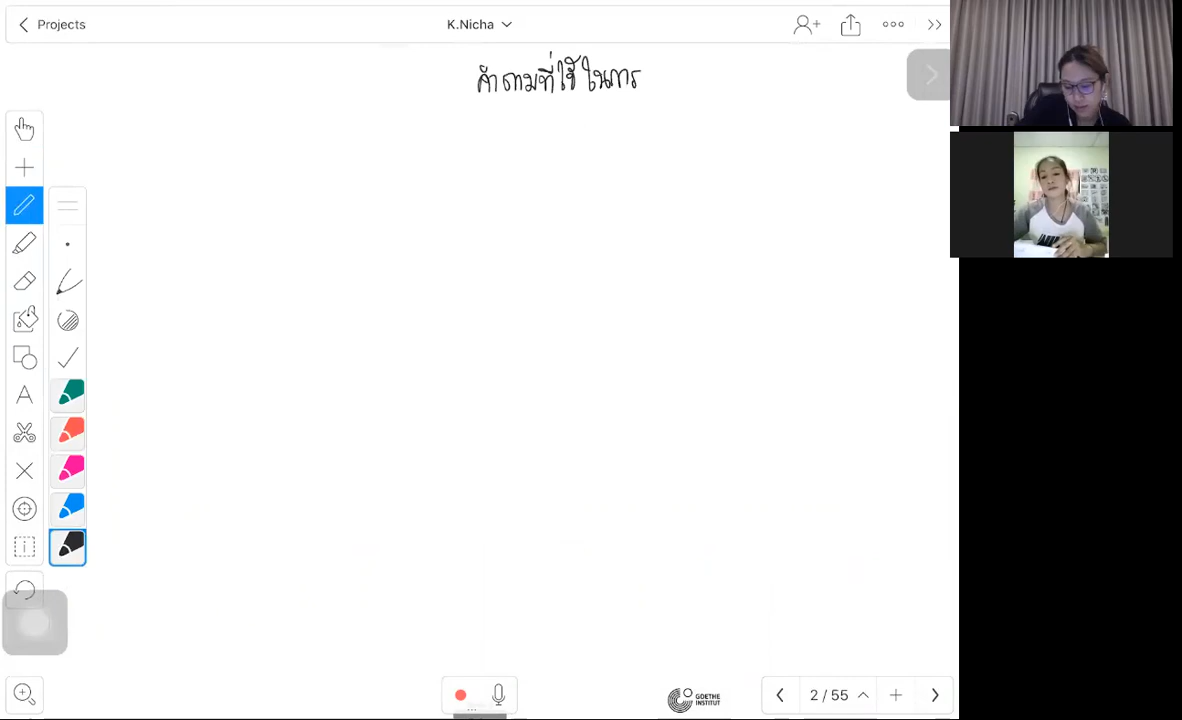 Projects
K.Nicha
คำถามที่ใช้ในการ
2 / 55
GOETHE
INSTITUT